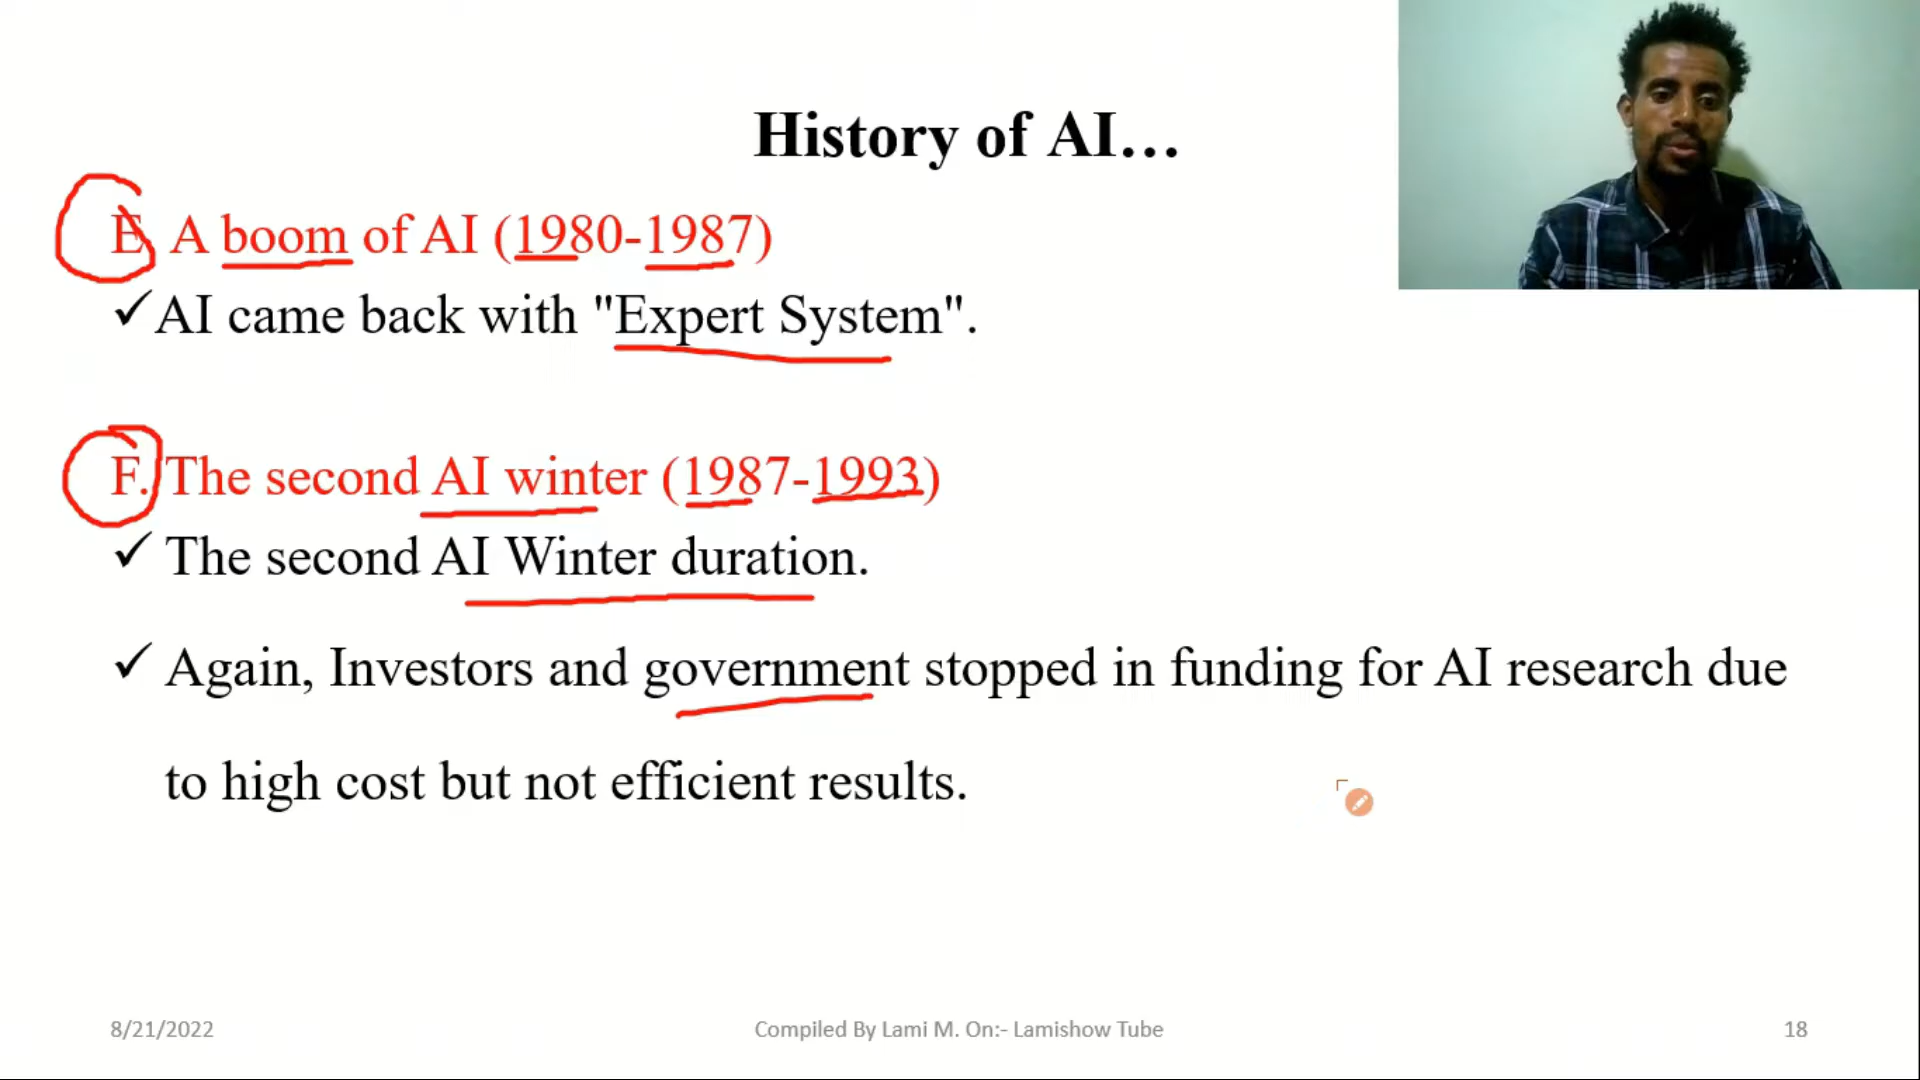 History of AI…
E. A boom of AI (1980-1987)
✓AI came back with "Expert System".
F. The second AI winter (1987-1993)
✓ The second AI Winter duration.
✓ Again, Investors and government stopped in funding for AI research due
to high cost but not efficient results.
8/21/2022
Compiled By Lami M. On:- Lamishow Tube
18